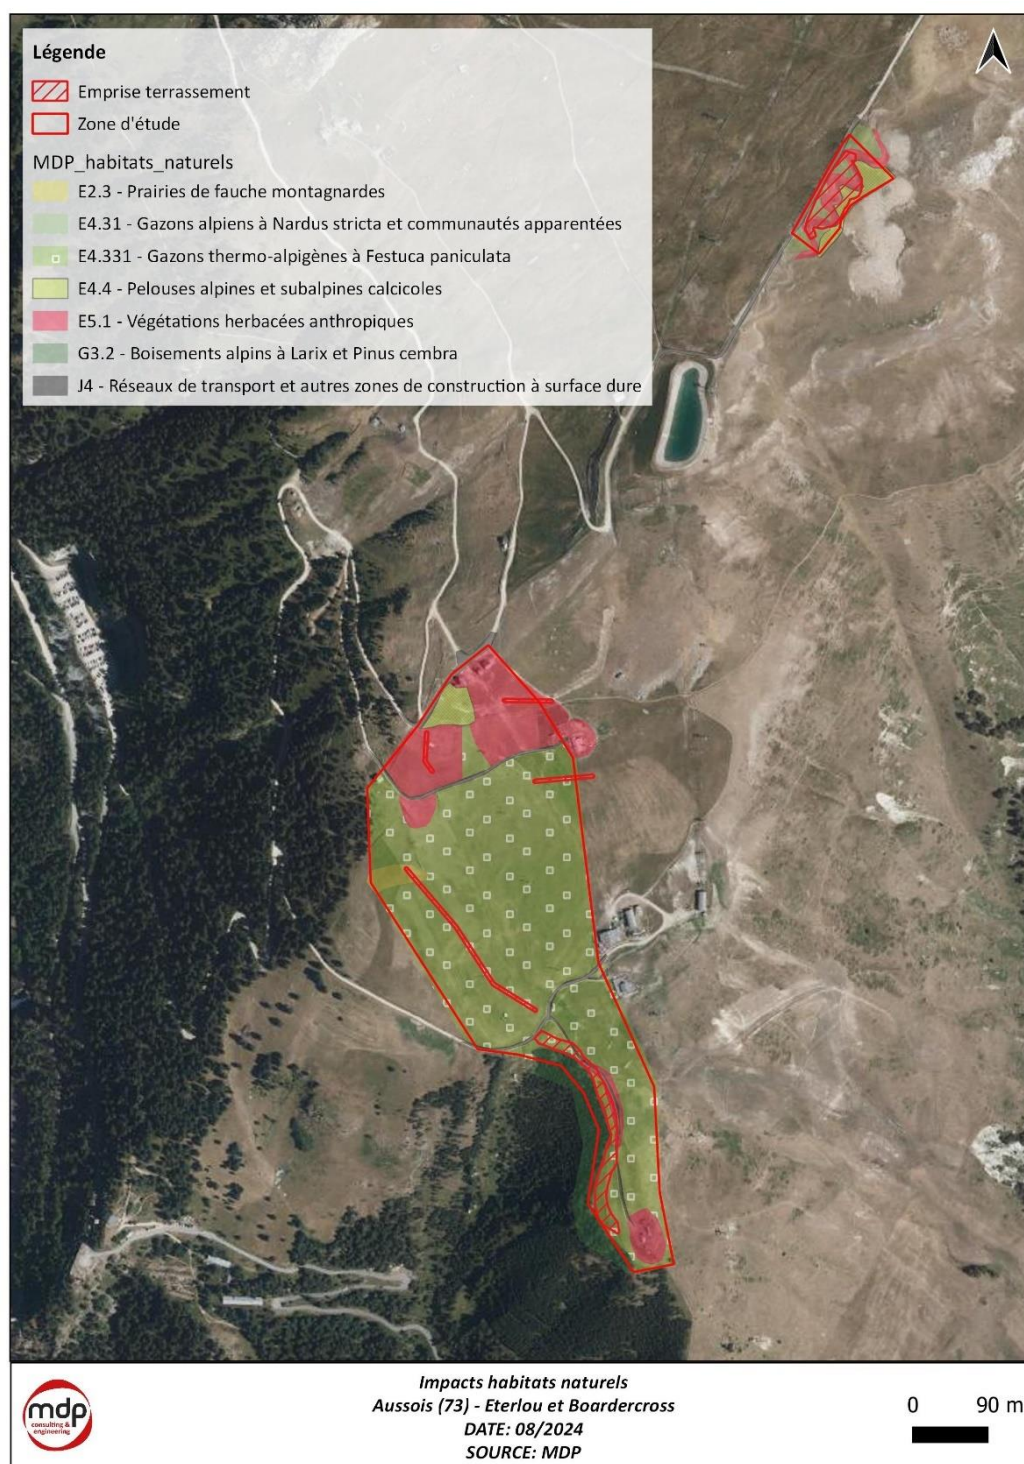 Légende
Emprise terrassement
Zone d'étude
MDP_habitats_naturels
E2.3 - Prairies de fauche montagnardes
E4.31 - Gazons alpiens à Nardus stricta et communautés apparentées
E4.331 - Gazons thermo-alpigènes à Festuca paniculata
E4.4 - Pelouses alpines et subalpines calcicoles
E5.1 - Végétations herbacées anthropiques
G3.2 - Boisements alpins à Larix et Pinus cembra
J4 - Réseaux de transport et autres zones de construction à surface dure
mdp
consulting &
engineering
Impacts habitats naturels
Aussois (73) - Eterlou et Boardercross
DATE: 08/2024
SOURCE: MDP
0 90 m